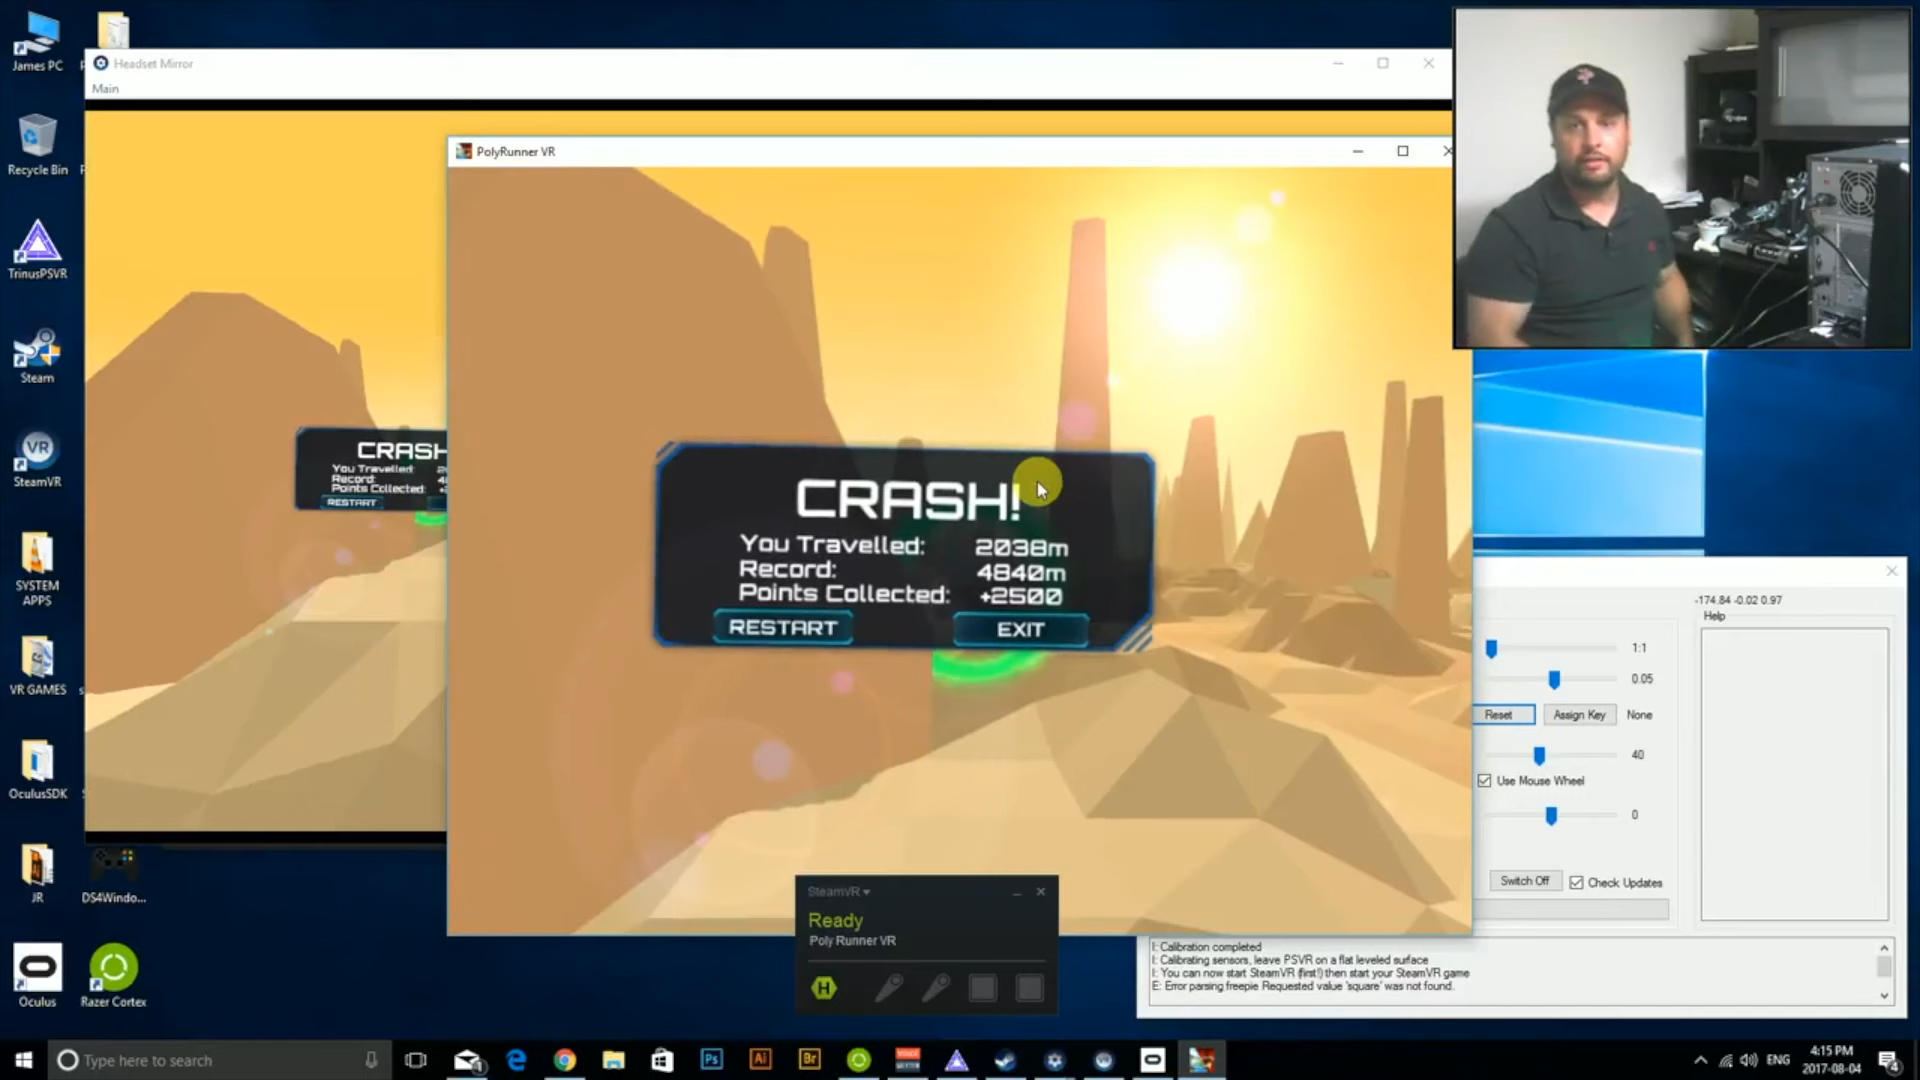 James PC
Recycle Bin
TrinusPSVR
Steam
VR
SteamVR
SYSTEM
APPS
VR GAMES
OculusSDK
JR
DS4Windo...
Oculus
Razer Cortex
Headset Mirror
Main
CRASH
You Travelled:
Record:
Points Collected:
RESTART
PolyRunner VR
CRASH!
You Travelled: 2038m
Record: 4840m
Points Collected: +2500
RESTART EXIT
SteamVR
Ready
Poly Runner VR
H
-174.84 -0.02 0.97
Help
1:1
0.05
Reset Assign Key None
40
Use Mouse Wheel
0
Switch Off Check Updates
I: Calibration completed
I: Calibrating sensors, leave PSVR on a flat leveled surface
I: You can now start SteamVR (first!) then start your SteamVR game
E: Error parsing freepie Requested value 'square' was not found.
Type here to search
Ps Ai Br
ENG
4:15 PM
2017-08-04
4